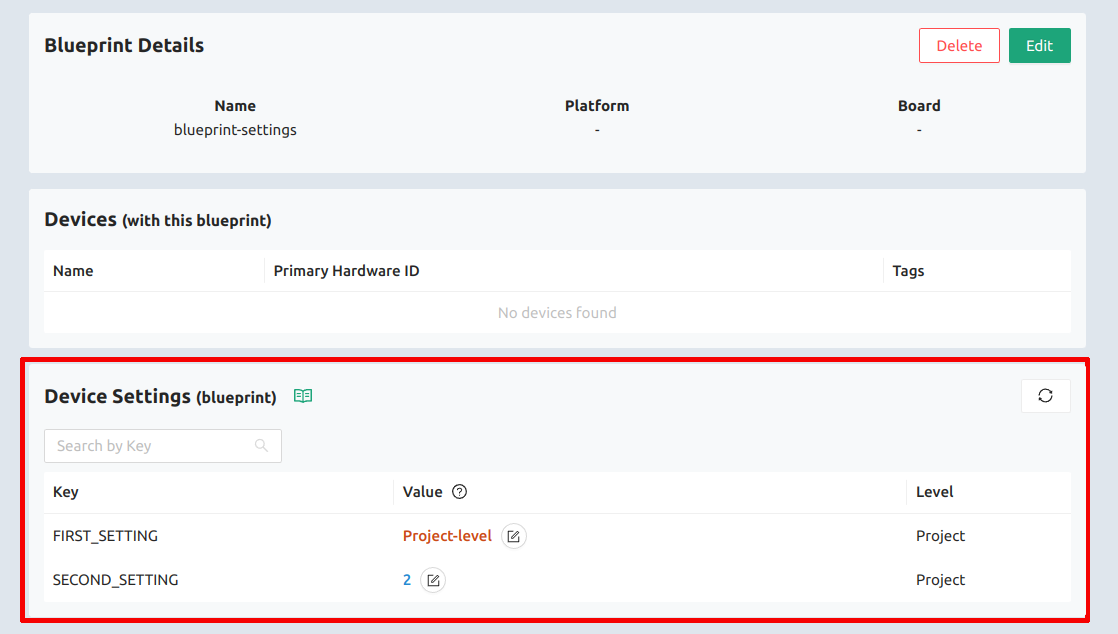 Blueprint Details
Delete Edit
Name Platform Board
blueprint-settings - -
Devices (with this blueprint)
Name Primary Hardware ID Tags
No devices found
Device Settings (blueprint)
Search by Key
Key Value Level
FIRST_SETTING Project-level Project
SECOND_SETTING 2 Project